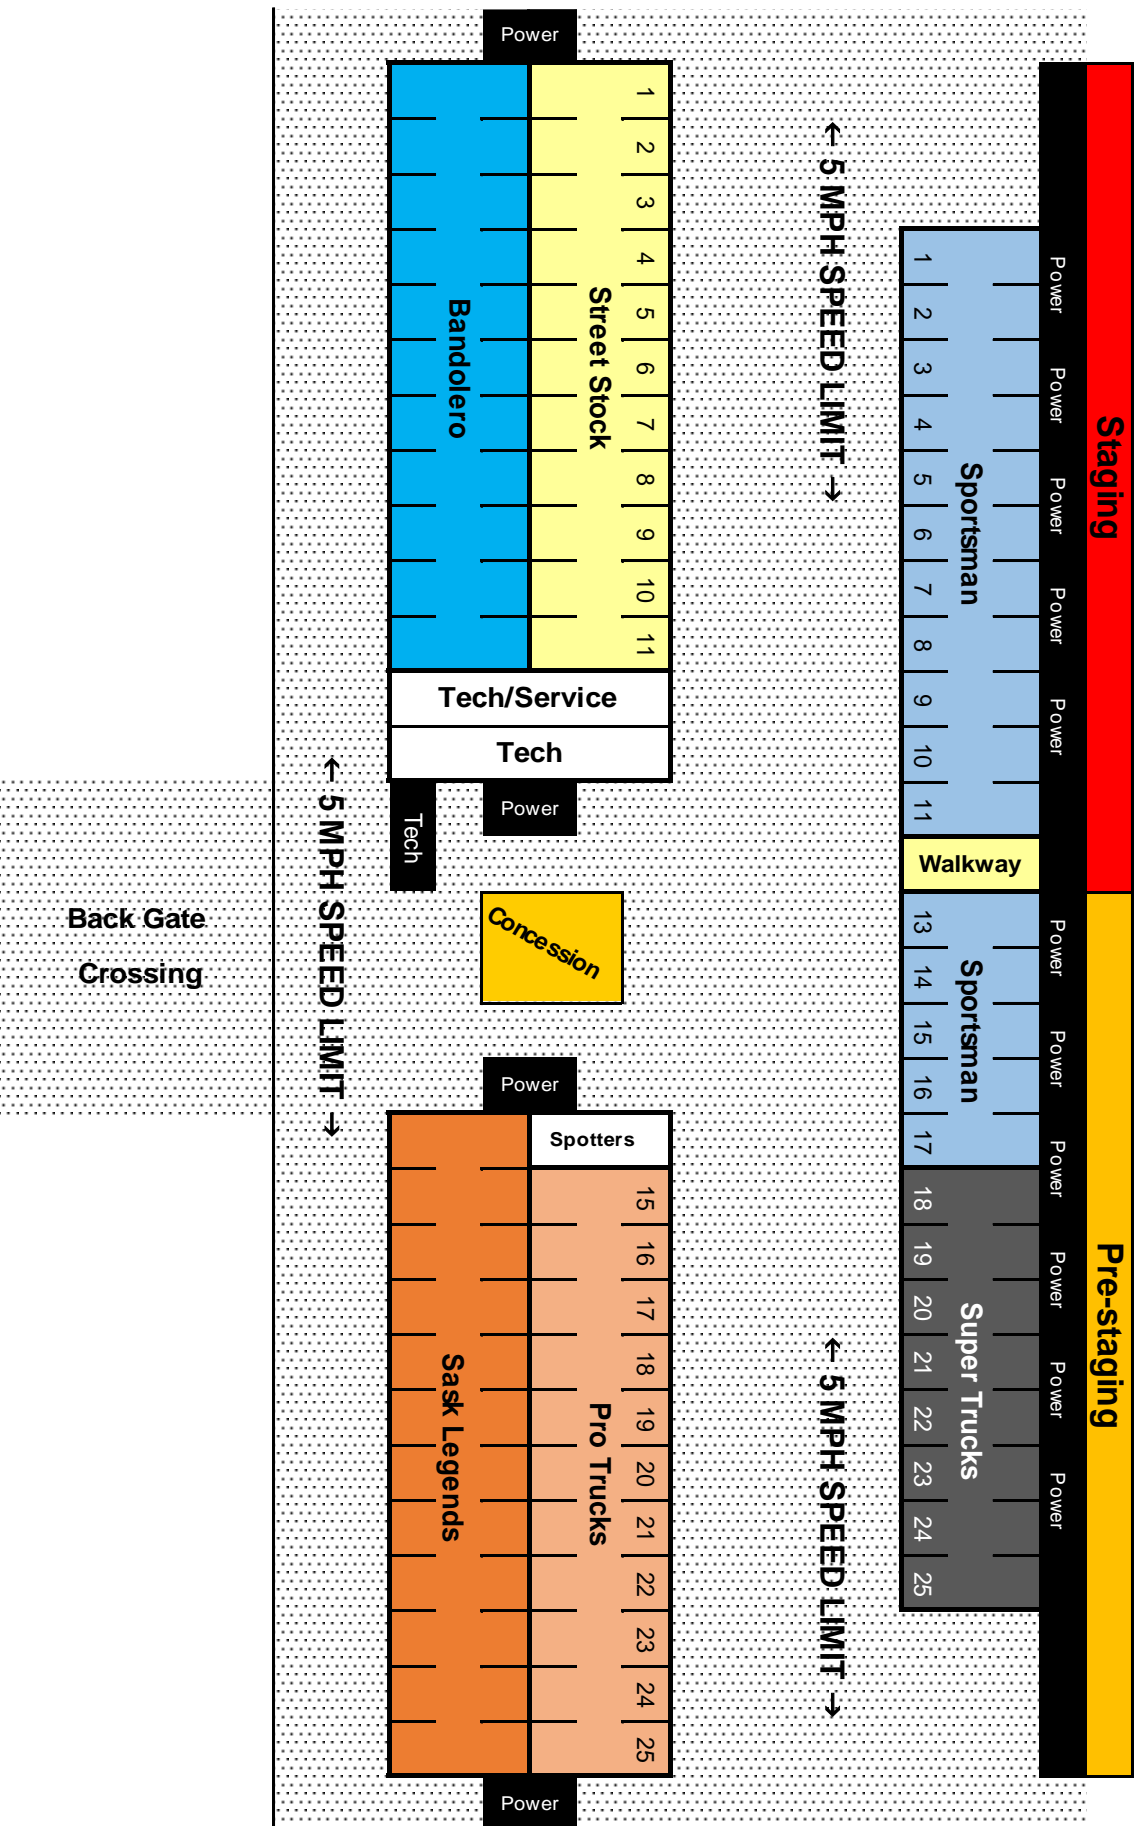 Power
1
2
3
4
5
6
7
8
9
10
11
Street Stock
Bandolero
Tech/Service
Tech
Power
Tech
← 5 MPH SPEED LIMIT →
Back Gate
Crossing
Concession
Power
Spotters
15
16
17
18
19
20
21
22
23
24
25
Pro Trucks
Sask Legends
Power
← 5 MPH SPEED LIMIT →
← 5 MPH SPEED LIMIT →
1
2
3
4
5
6
7
8
9
10
11
Sportsman
Walkway
13
14
15
16
17
Sportsman
18
19
20
21
22
23
24
25
Super Trucks
Power
Power
Power
Power
Power
Power
Power
Power
Power
Power
Power
Staging
Pre-staging